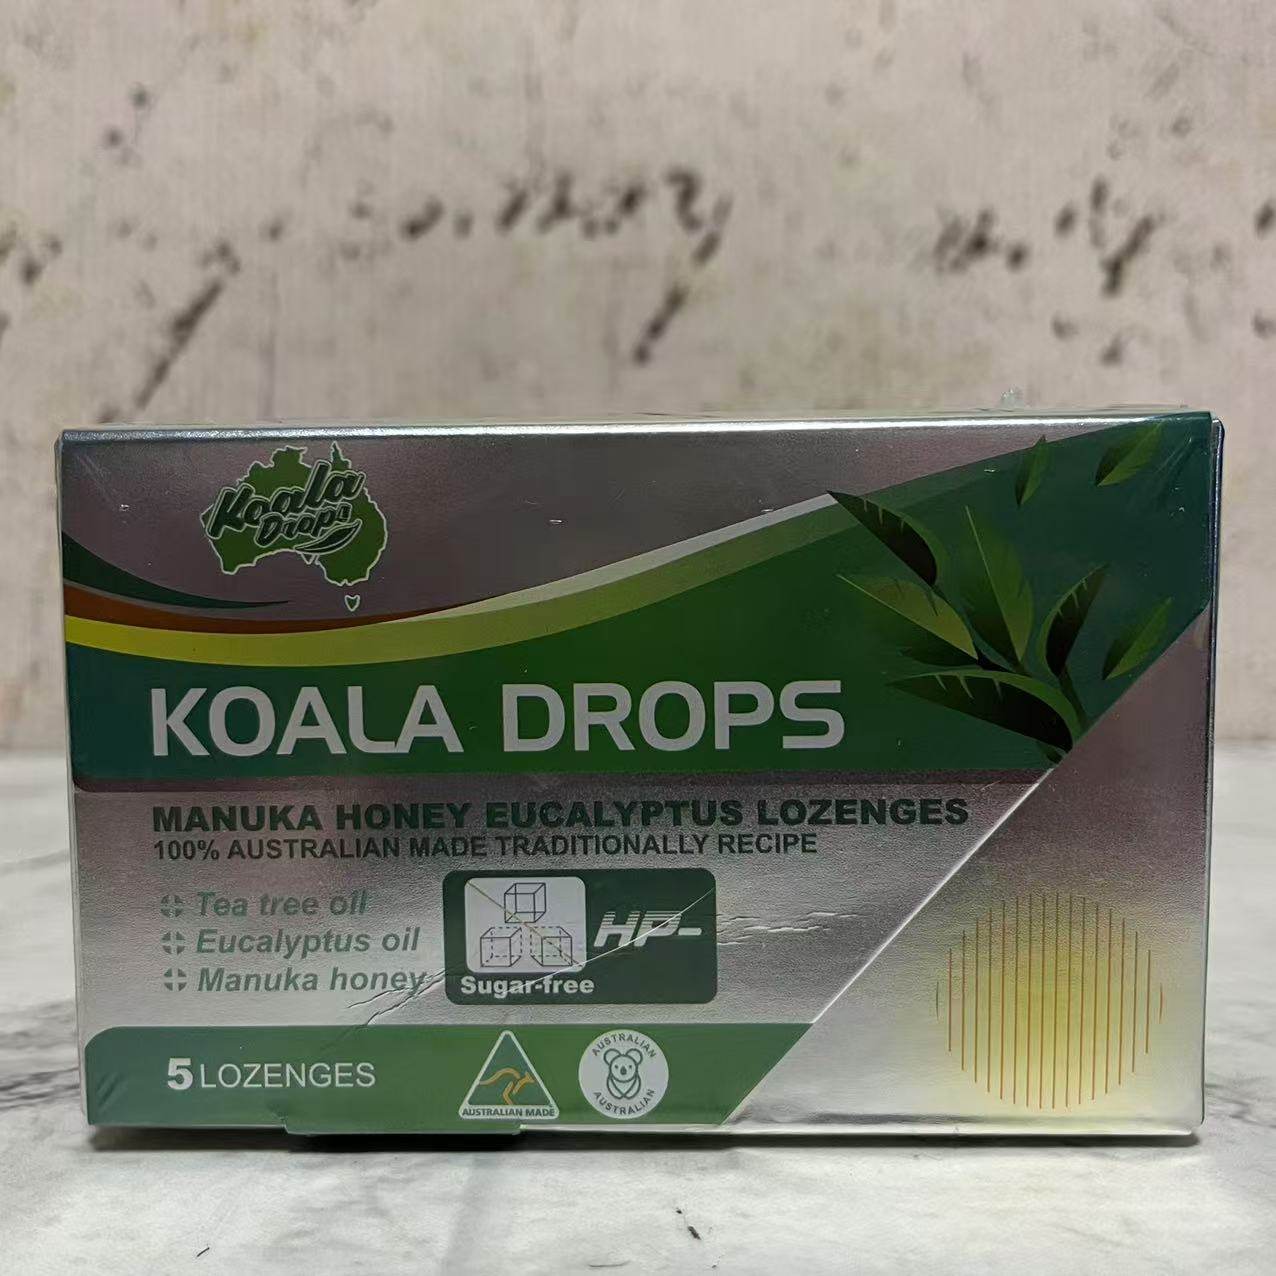 Koala
Drops
KOALA DROPS
MANUKA HONEY EUCALYPTUS LOZENGES
100% AUSTRALIAN MADE TRADITIONALLY RECIPE
Tea tree oil
Eucalyptus oil
Manuka honey
HP-
Sugar-free
5 LOZENGES
AUSTRALIAN MADE
AUSTRALIAN
AUSTRALIAN